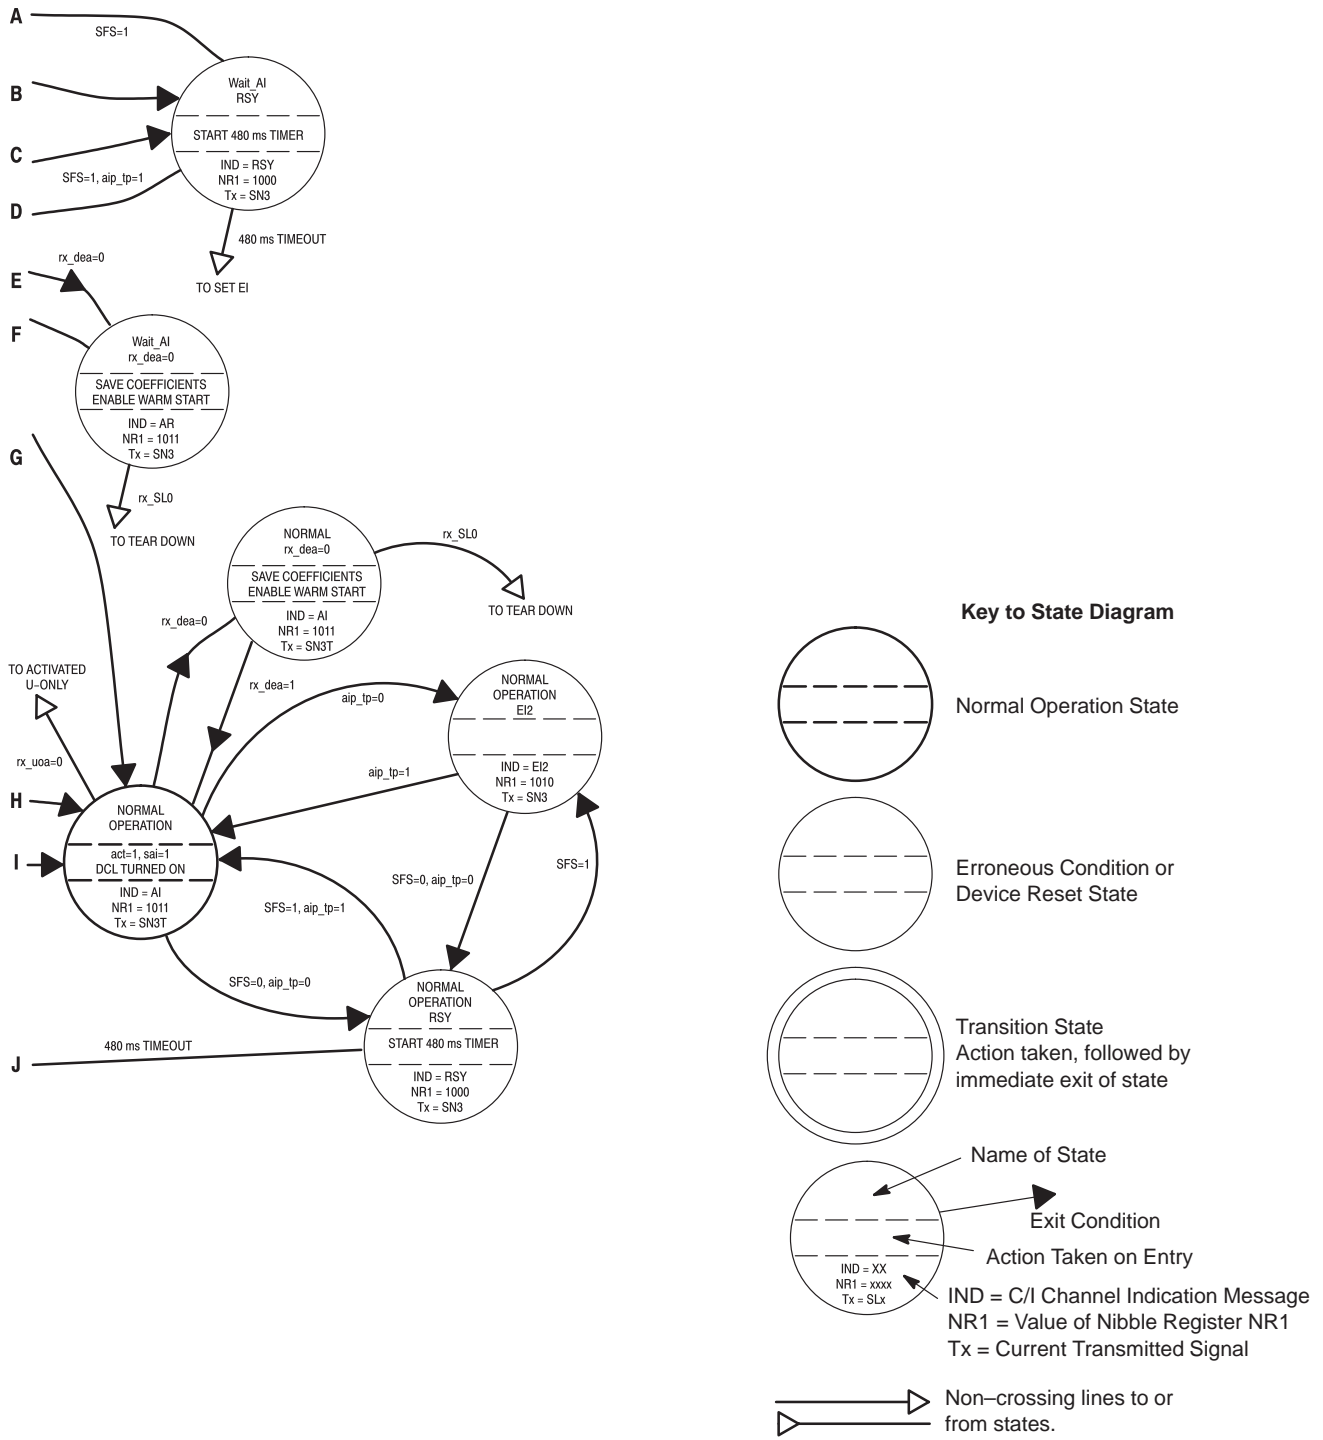 A
SFS=1
B
C
SFS=1, aip_tp=1
D
Wait_AI
RSY
START 480 ms TIMER
IND = RSY
NR1 = 1000
Tx = SN3
480 ms TIMEOUT
TO SET EI
E
rx_dea=0
F
Wait_AI
rx_dea=0
SAVE COEFFICIENTS
ENABLE WARM START
IND = AR
NR1 = 1011
Tx = SN3
rx_SL0
TO TEAR DOWN
G
NORMAL
rx_dea=0
SAVE COEFFICIENTS
ENABLE WARM START
IND = AI
NR1 = 1011
Tx = SN3T
rx_SL0
TO TEAR DOWN
rx_dea=0
rx_dea=1
TO ACTIVATED
U–ONLY
rx_uoa=0
aip_tp=0
NORMAL
OPERATION
EI2
IND = EI2
NR1 = 1010
Tx = SN3
aip_tp=1
H
I
NORMAL
OPERATION
act=1, sai=1
DCL TURNED ON
IND = AI
NR1 = 1011
Tx = SN3T
SFS=0, aip_tp=0
SFS=1
SFS=1, aip_tp=1
SFS=0, aip_tp=0
NORMAL
OPERATION
RSY
START 480 ms TIMER
IND = RSY
NR1 = 1000
Tx = SN3
J
480 ms TIMEOUT
Key to State Diagram
Normal Operation State
Erroneous Condition or
Device Reset State
Transition State
Action taken, followed by
immediate exit of state
Name of State
Exit Condition
Action Taken on Entry
IND = XX
NR1 = xxxx
Tx = SLx
IND = C/I Channel Indication Message
NR1 = Value of Nibble Register NR1
Tx = Current Transmitted Signal
Non–crossing lines to or
from states.